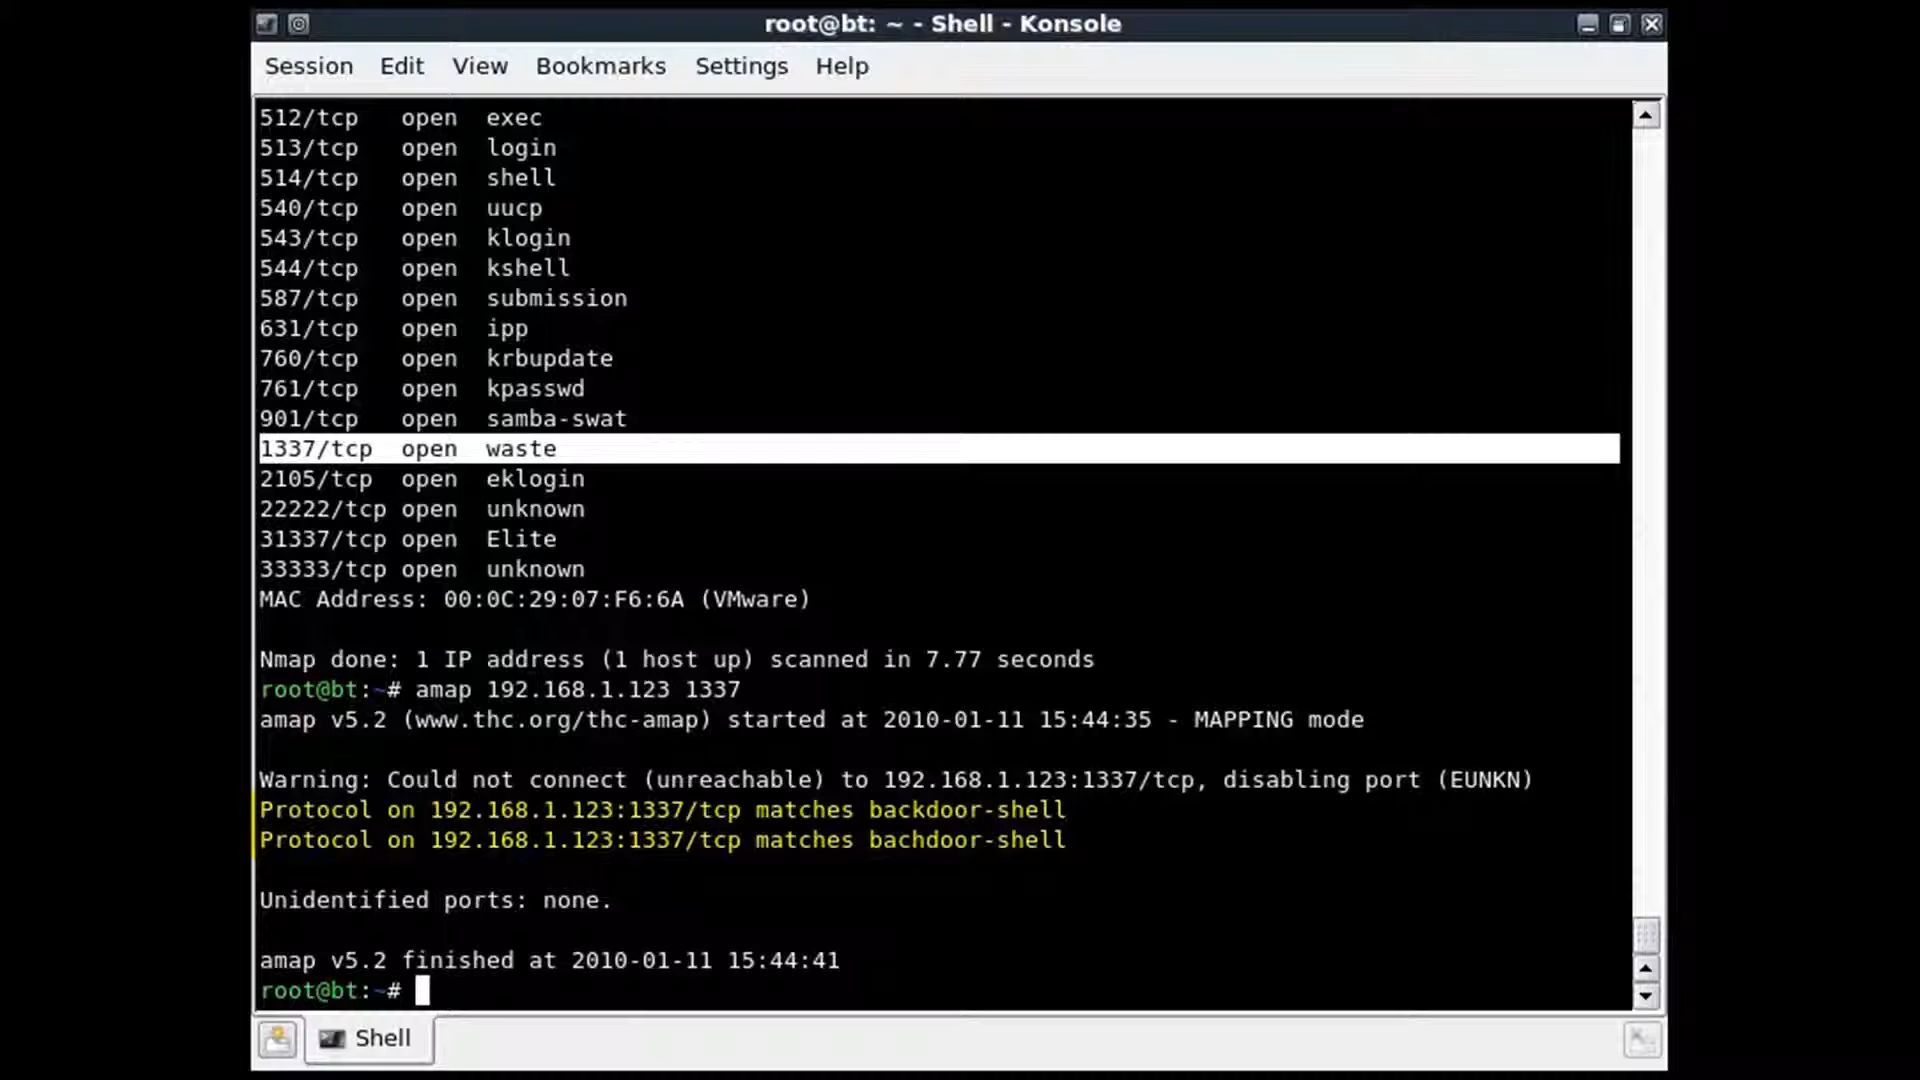 root@bt: ~ - Shell - Konsole
Session Edit View Bookmarks Settings Help
512/tcp open exec
513/tcp open login
514/tcp open shell
540/tcp open uucp
543/tcp open klogin
544/tcp open kshell
587/tcp open submission
631/tcp open ipp
760/tcp open krbupdate
761/tcp open kpasswd
901/tcp open samba-swat
1337/tcp open waste
2105/tcp open eklogin
22222/tcp open unknown
31337/tcp open Elite
33333/tcp open unknown
MAC Address: 00:0C:29:07:F6:6A (VMware)
Nmap done: 1 IP address (1 host up) scanned in 7.77 seconds
root@bt:~# amap 192.168.1.123 1337
amap v5.2 (www.thc.org/thc-amap) started at 2010-01-11 15:44:35 - MAPPING mode
Warning: Could not connect (unreachable) to 192.168.1.123:1337/tcp, disabling port (EUNKN)
Protocol on 192.168.1.123:1337/tcp matches backdoor-shell
Protocol on 192.168.1.123:1337/tcp matches bachdoor-shell
Unidentified ports: none.
amap v5.2 finished at 2010-01-11 15:44:41
root@bt:~#
Shell